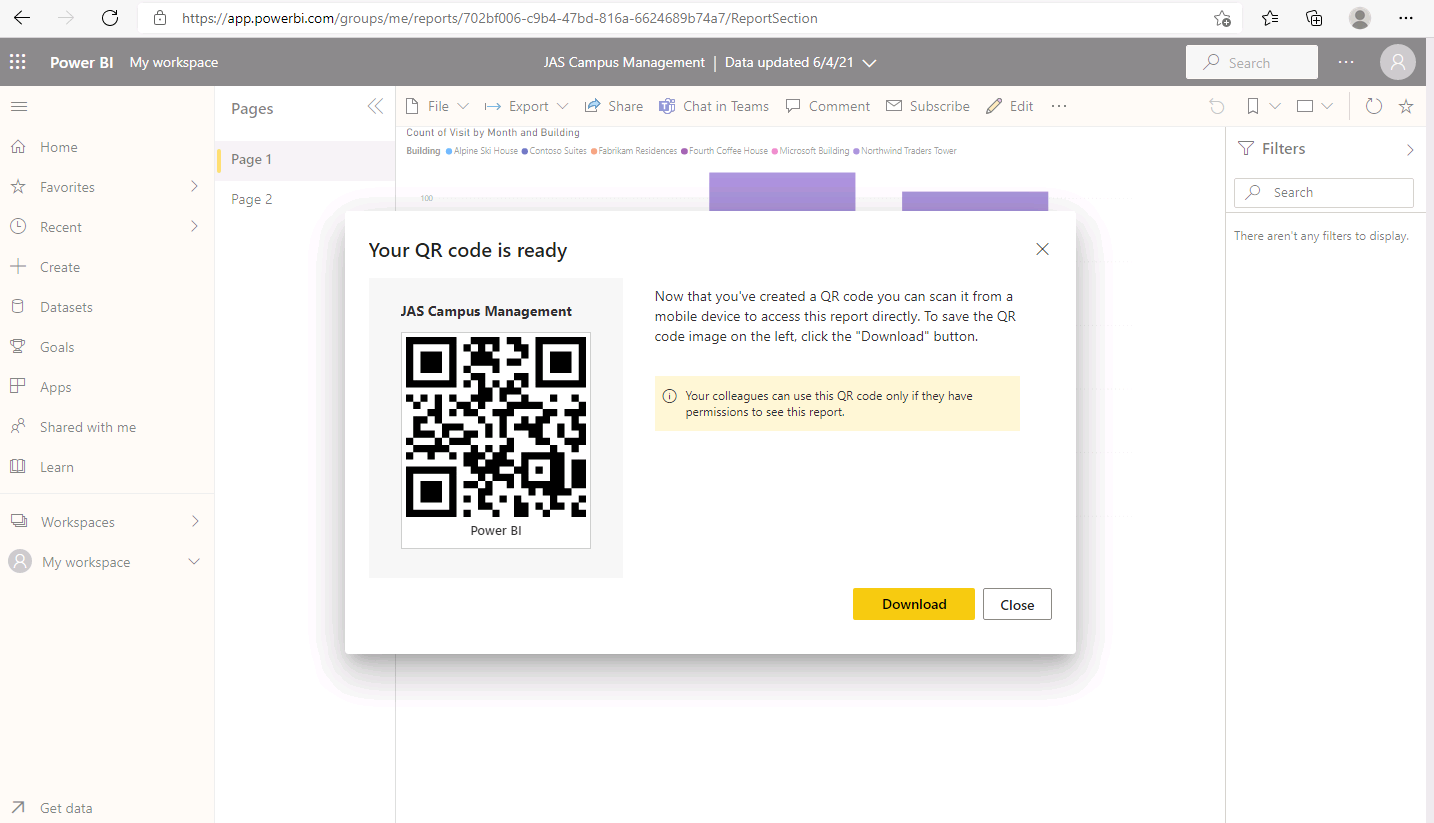 https://app.powerbi.com/groups/me/reports/702bf006-c9b4-47bd-816a-6624689b74a7/ReportSection
Power BI My workspace
JAS Campus Management | Data updated 6/4/21
Search
Home
Favorites
Recent
Create
Datasets
Goals
Apps
Shared with me
Learn
Workspaces
My workspace
Get data
Pages
Page 1
Page 2
File Export Share Chat in Teams Comment Subscribe Edit
Count of Visit by Month and Building
Building Alpine Ski House Contoso Suites Fabrikam Residences Fourth Coffee House Microsoft Building Northwind Traders Tower
100
Your QR code is ready
JAS Campus Management
Power BI
Now that you've created a QR code you can scan it from a
mobile device to access this report directly. To save the QR
code image on the left, click the "Download" button.
Your colleagues can use this QR code only if they have
permissions to see this report.
Download
Close
Filters
Search
There aren't any filters to display.